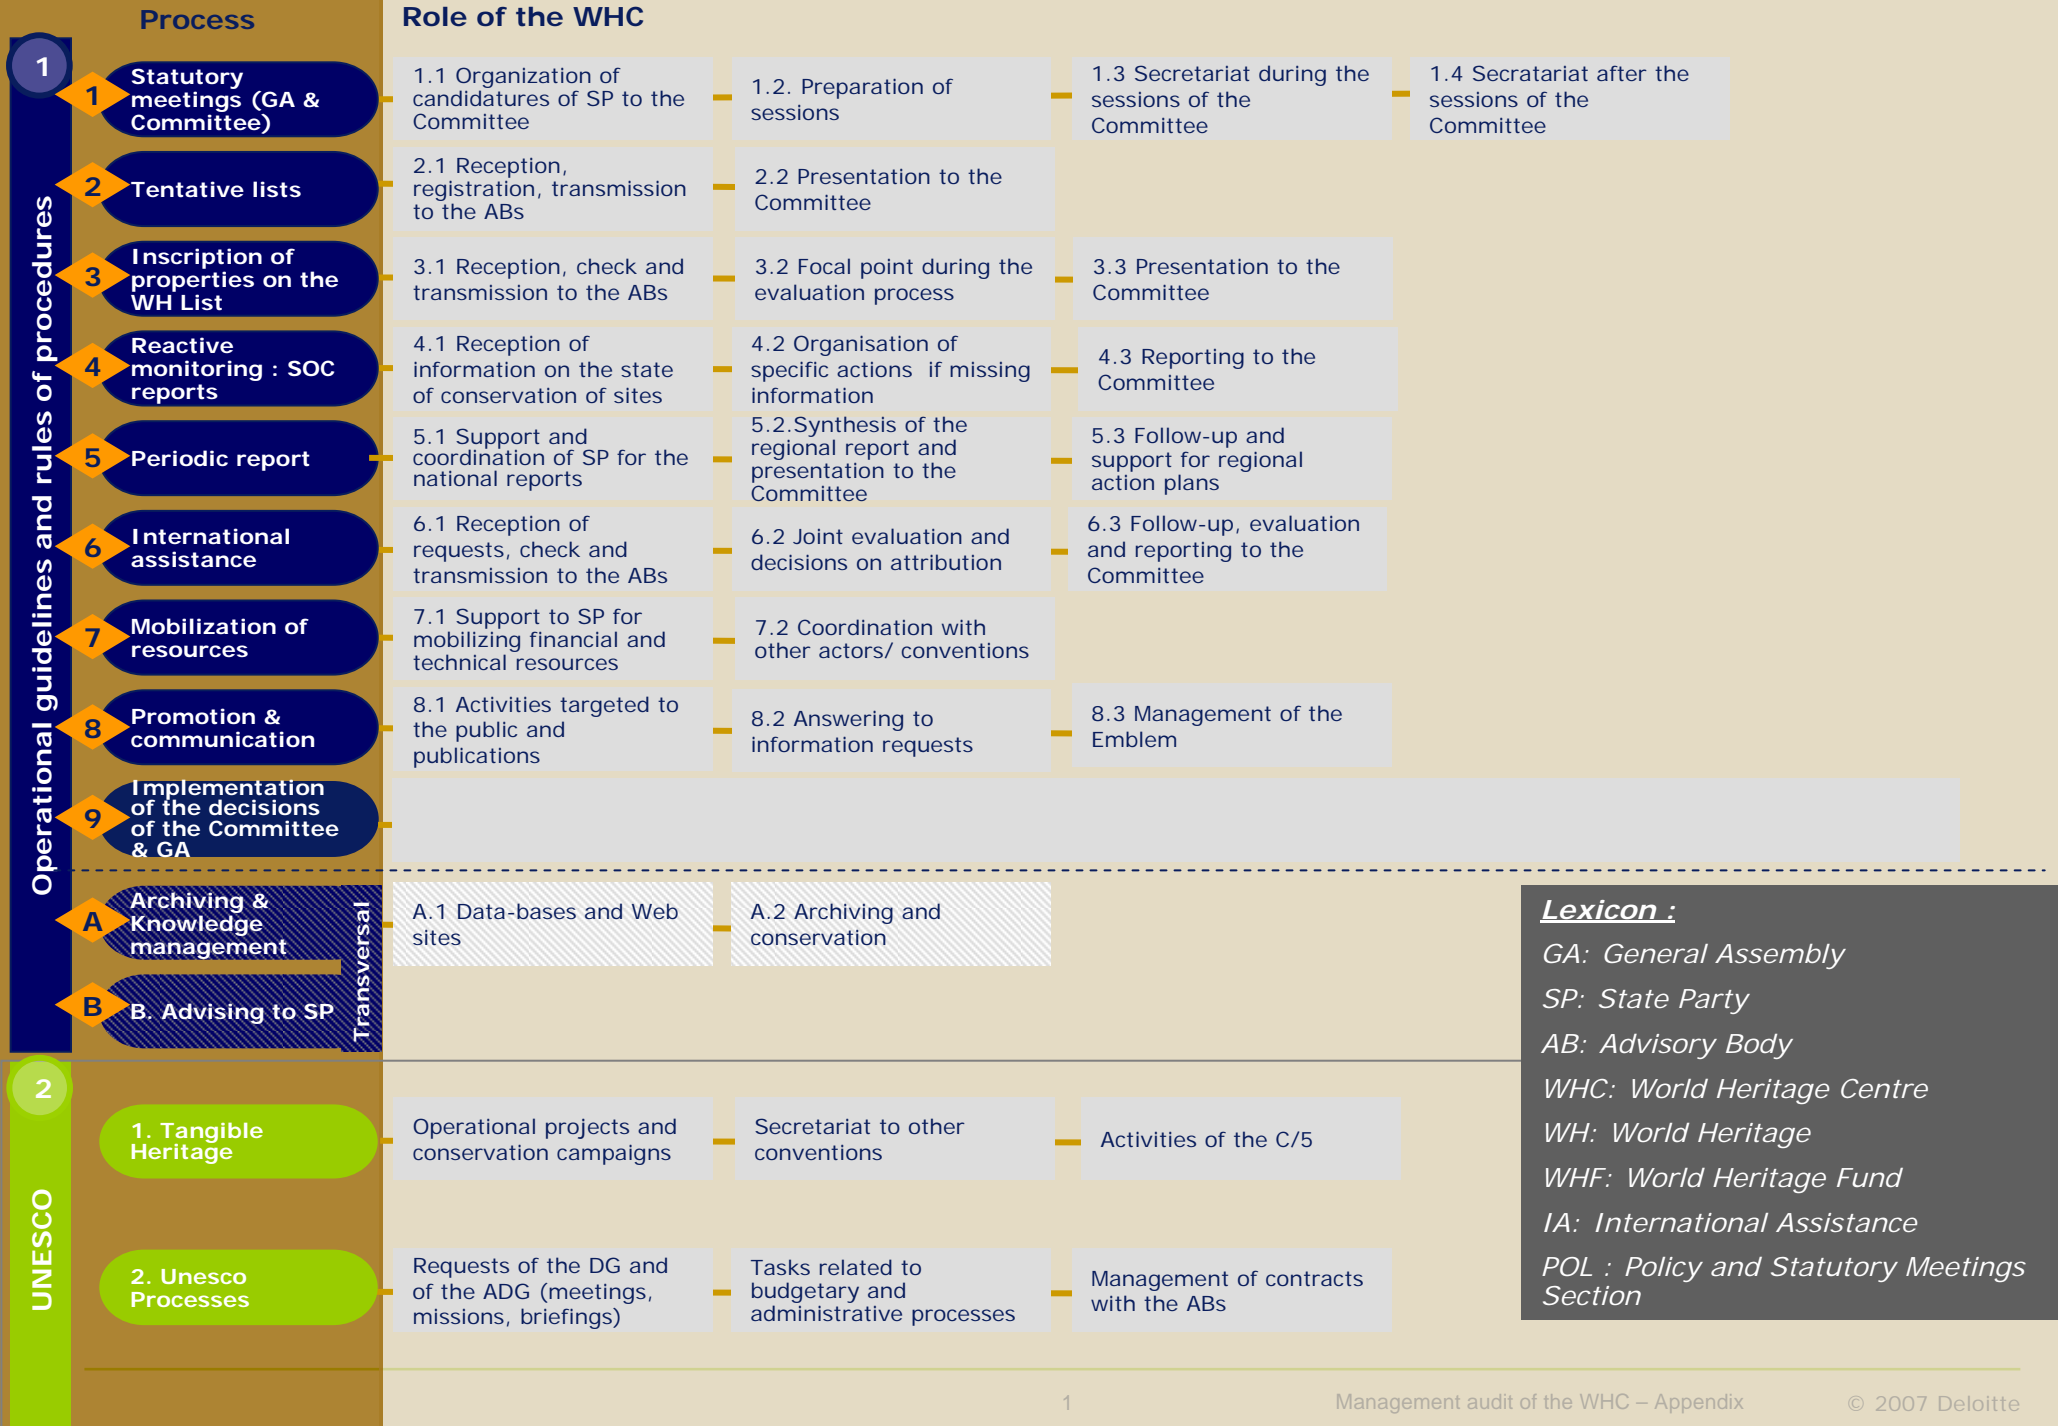 Process
Role of the WHC
1
Operational guidelines and rules of procedures
1
Statutory
meetings (GA &
Committee)
1.1 Organization of
candidatures of SP to the
Committee
1.2. Preparation of
sessions
1.3 Secretariat during the
sessions of the
Committee
1.4 Secratariat after the
sessions of the
Committee
2
Tentative lists
2.1 Reception,
registration, transmission
to the ABs
2.2 Presentation to the
Committee
3
Inscription of
properties on the
WH List
3.1 Reception, check and
transmission to the ABs
3.2 Focal point during the
evaluation process
3.3 Presentation to the
Committee
4
Reactive
monitoring : SOC
reports
4.1 Reception of
information on the state
of conservation of sites
4.2 Organisation of
specific actions  if missing
information
4.3 Reporting to the
Committee
5
Periodic report
5.1 Support and
coordination of SP for the
national reports
5.2.Synthesis of the
regional report and
presentation to the
Committee
5.3 Follow-up and
support for regional
action plans
6
International
assistance
6.1 Reception of
requests, check and
transmission to the ABs
6.2 Joint evaluation and
decisions on attribution
6.3 Follow-up, evaluation
and reporting to the
Committee
7
Mobilization of
resources
7.1 Support to SP for
mobilizing financial and
technical resources
7.2 Coordination with
other actors/ conventions
8
Promotion &
communication
8.1 Activities targeted to
the public and
publications
8.2 Answering to
information requests
8.3 Management of the
Emblem
9
Implementation
of the decisions
of the Committee
& GA
A
Archiving &
Knowledge
management
Transversal
A.1 Data-bases and Web
sites
A.2 Archiving and
conservation
B
B. Advising to SP
Lexicon :
GA: General Assembly
SP: State Party
AB: Advisory Body
WHC: World Heritage Centre
WH: World Heritage
WHF: World Heritage Fund
IA: International Assistance
POL : Policy and Statutory Meetings
Section
2
UNESCO
1. Tangible
Heritage
Operational projects and
conservation campaigns
Secretariat to other
conventions
Activities of the C/5
2. Unesco
Processes
Requests of the DG and
of the ADG (meetings,
missions, briefings)
Tasks related to
budgetary and
administrative processes
Management of contracts
with the ABs
1
Management audit of the WHC – Appendix
© 2007 Deloitte